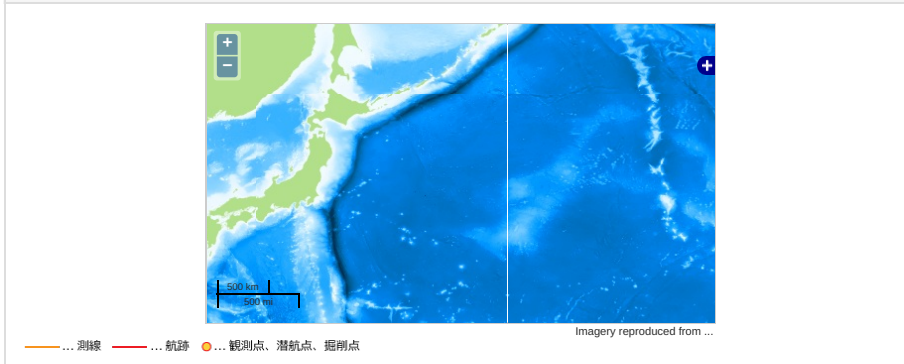 +
−
+
500 km
500 mi
Imagery reproduced from ...
... 測線 ... 航跡 ... 観測点、潜航点、掘削点